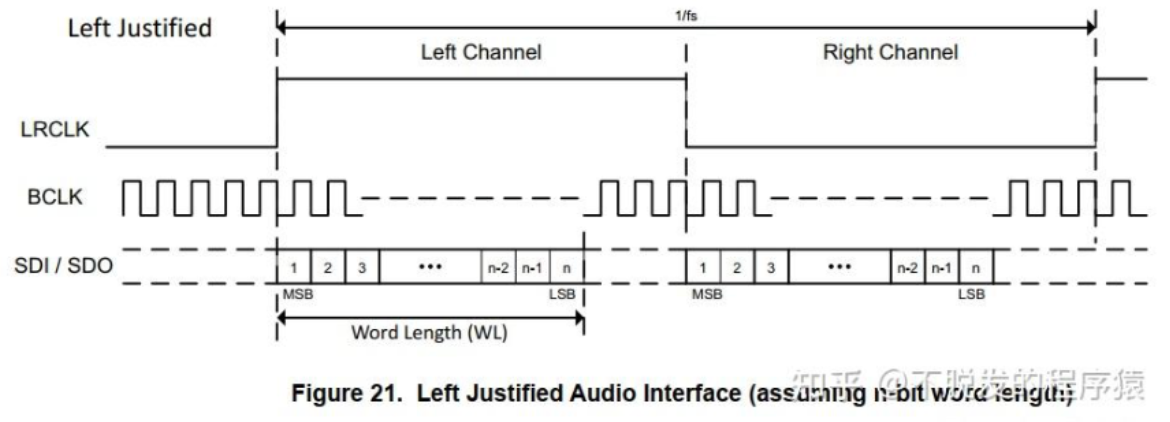 Left Justified
1/fs
Left Channel
Right Channel
LRCLK
BCLK
SDI / SDO
1 2 3 ••• n-2 n-1 n
1 2 3 ••• n-2 n-1 n
MSB LSB
MSB LSB
Word Length (WL)
Figure 21. Left Justified Audio Interface (assuming n-bit word length)
知乎 @不脱发的程序猿